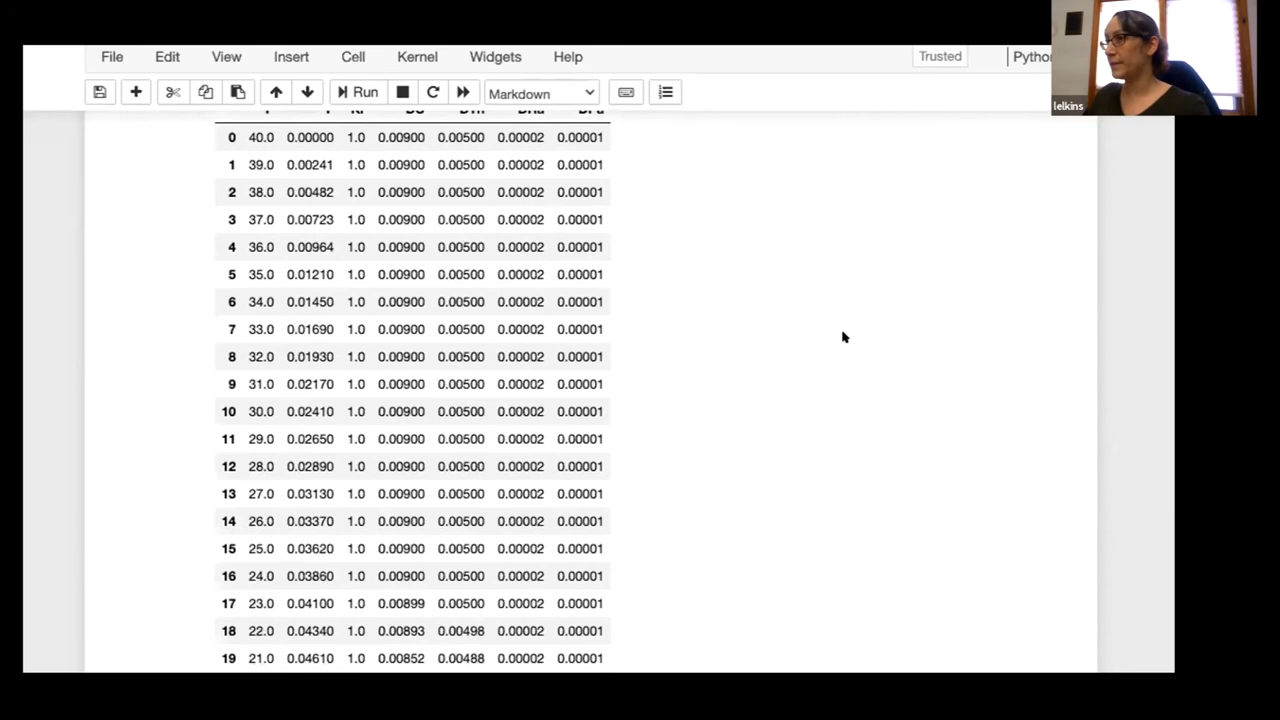 File Edit View Insert Cell Kernel Widgets Help Trusted Python
Run Markdown
lelkins
0 40.0 0.00000 1.0 0.00900 0.00500 0.00002 0.00001
1 39.0 0.00241 1.0 0.00900 0.00500 0.00002 0.00001
2 38.0 0.00482 1.0 0.00900 0.00500 0.00002 0.00001
3 37.0 0.00723 1.0 0.00900 0.00500 0.00002 0.00001
4 36.0 0.00964 1.0 0.00900 0.00500 0.00002 0.00001
5 35.0 0.01210 1.0 0.00900 0.00500 0.00002 0.00001
6 34.0 0.01450 1.0 0.00900 0.00500 0.00002 0.00001
7 33.0 0.01690 1.0 0.00900 0.00500 0.00002 0.00001
8 32.0 0.01930 1.0 0.00900 0.00500 0.00002 0.00001
9 31.0 0.02170 1.0 0.00900 0.00500 0.00002 0.00001
10 30.0 0.02410 1.0 0.00900 0.00500 0.00002 0.00001
11 29.0 0.02650 1.0 0.00900 0.00500 0.00002 0.00001
12 28.0 0.02890 1.0 0.00900 0.00500 0.00002 0.00001
13 27.0 0.03130 1.0 0.00900 0.00500 0.00002 0.00001
14 26.0 0.03370 1.0 0.00900 0.00500 0.00002 0.00001
15 25.0 0.03620 1.0 0.00900 0.00500 0.00002 0.00001
16 24.0 0.03860 1.0 0.00900 0.00500 0.00002 0.00001
17 23.0 0.04100 1.0 0.00899 0.00500 0.00002 0.00001
18 22.0 0.04340 1.0 0.00893 0.00498 0.00002 0.00001
19 21.0 0.04610 1.0 0.00852 0.00488 0.00002 0.00001